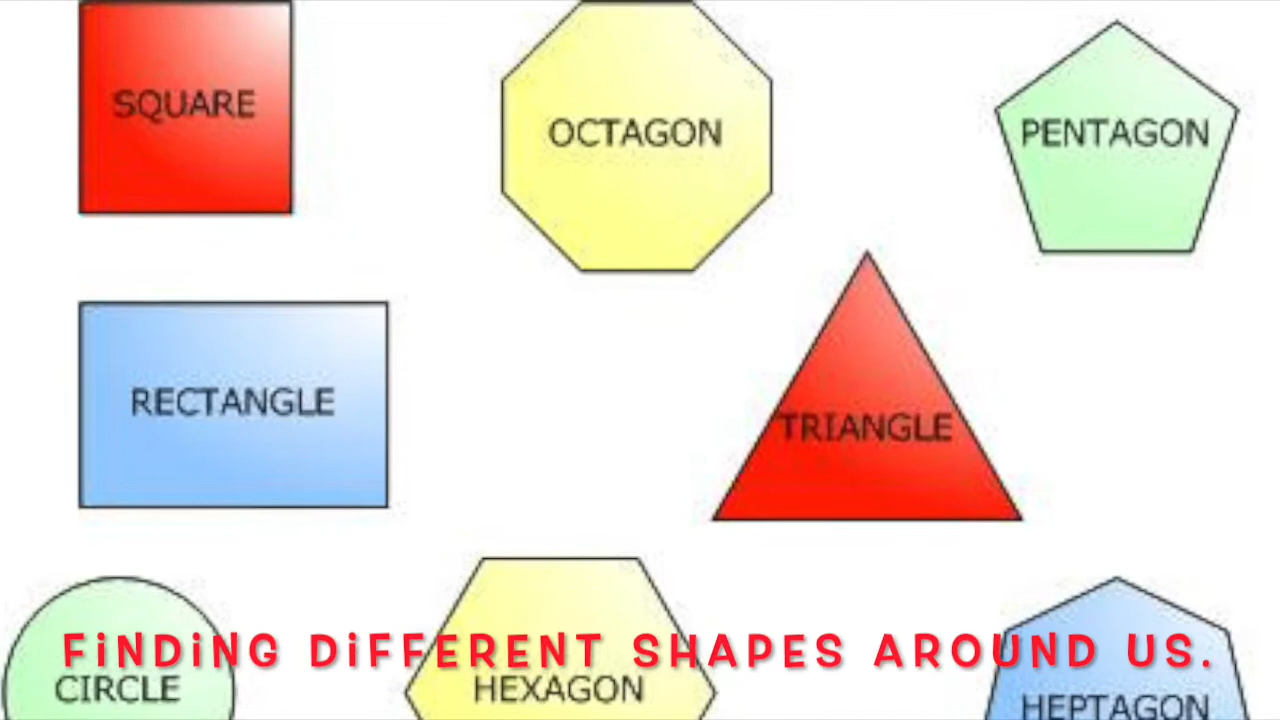 SQUARE
OCTAGON
PENTAGON
RECTANGLE
TRIANGLE
FiNDiNG DiFFERENT SHAPES AROUND US.
CIRCLE
HEXAGON
HEPTAGON